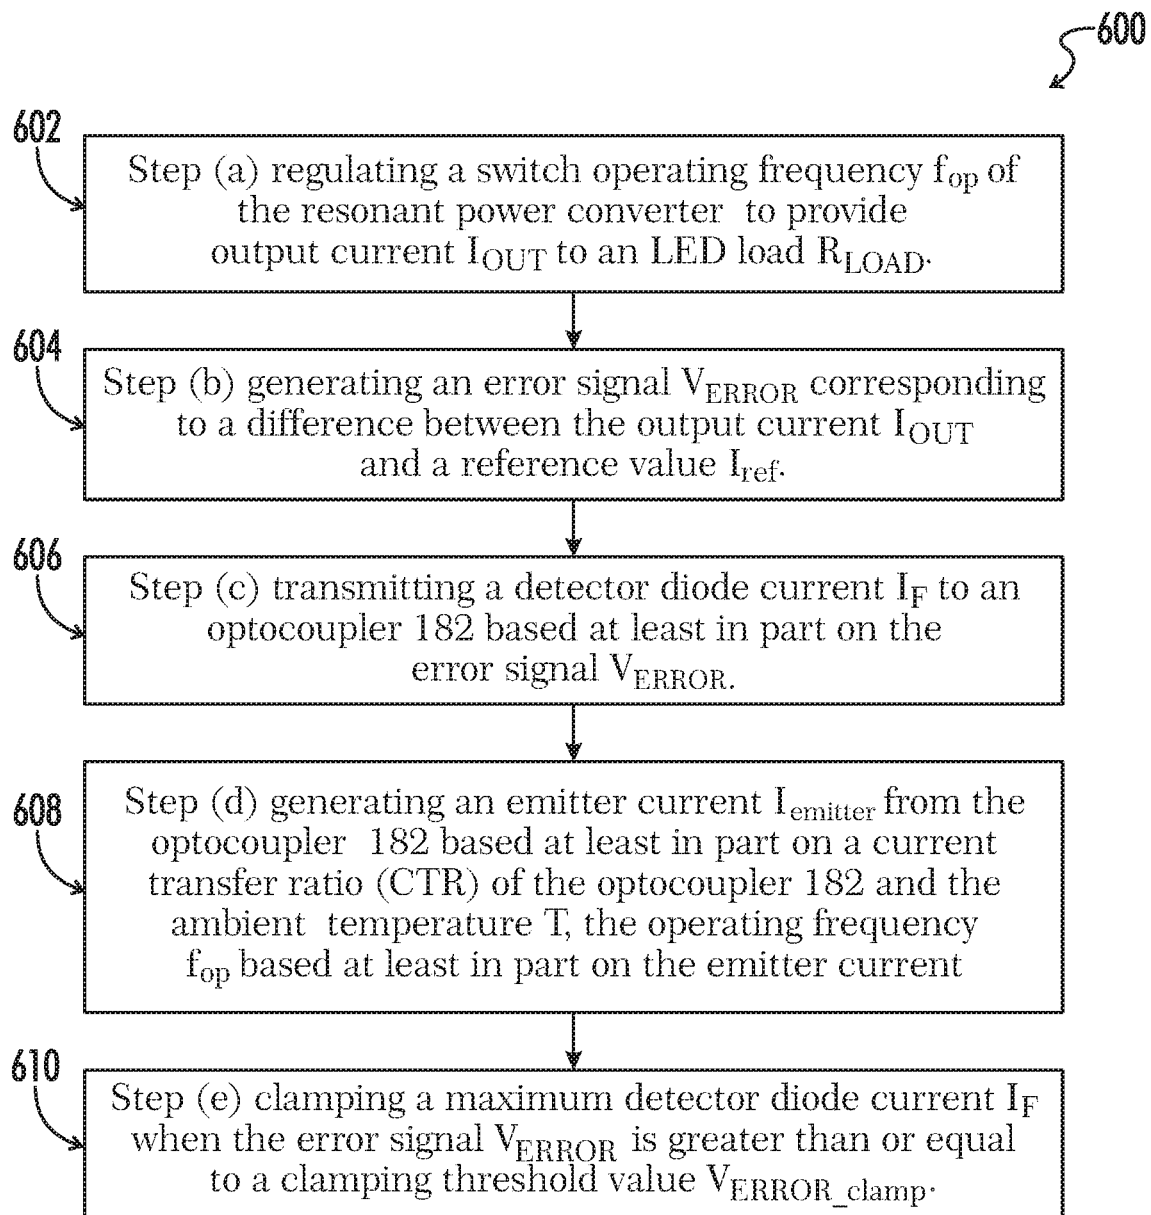 600
602
Step (a) regulating a switch operating frequency fop of
the resonant power converter to provide
output current IOUT to an LED load RLOAD.
604
Step (b) generating an error signal VERROR corresponding
to a difference between the output current IOUT
and a reference value Iref.
606
Step (c) transmitting a detector diode current IF to an
optocoupler 182 based at least in part on the
error signal VERROR.
608
Step (d) generating an emitter current Iemitter from the
optocoupler 182 based at least in part on a current
transfer ratio (CTR) of the optocoupler 182 and the
ambient temperature T, the operating frequency
fop based at least in part on the emitter current
610
Step (e) clamping a maximum detector diode current IF
when the error signal VERROR is greater than or equal
to a clamping threshold value VERROR_clamp.